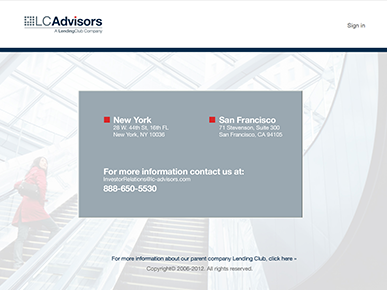 LCAdvisors
A LendingClub Company
Sign in
New York
28 W. 44th St, 16th Fl.
New York, NY 10036
San Francisco
71 Stevenson, Suite 300
San Francisco, CA 94105
For more information contact us at:
InvestorRelations@lc-advisors.com
888-650-5530
For more information about our parent company Lending Club, click here »
Copyright© 2006-2012. All rights reserved.